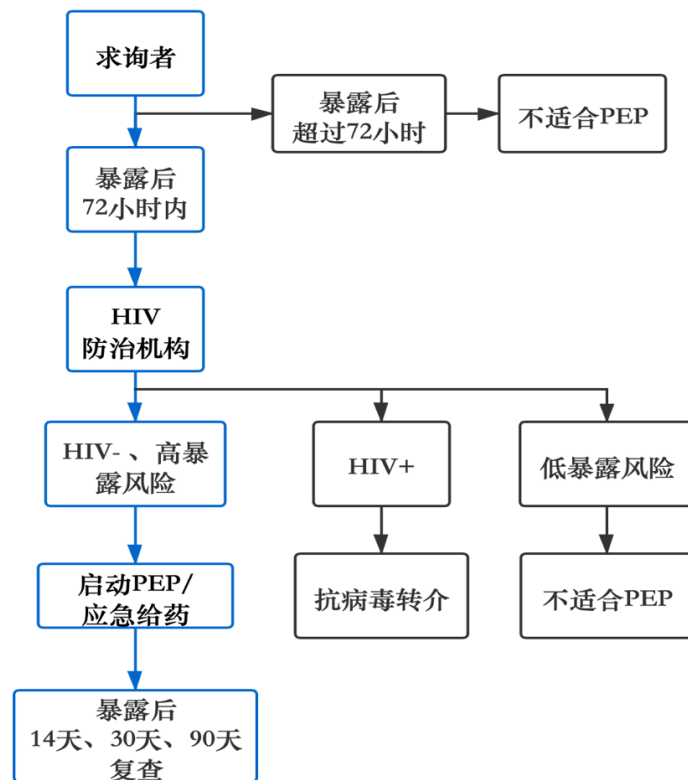 求询者
暴露后
超过72小时
不适合PEP
暴露后
72小时内
HIV
防治机构
HIV- 、高暴
露风险
HIV+
低暴露风险
启动PEP/
应急给药
抗病毒转介
不适合PEP
暴露后
14天、30天、90天
复查